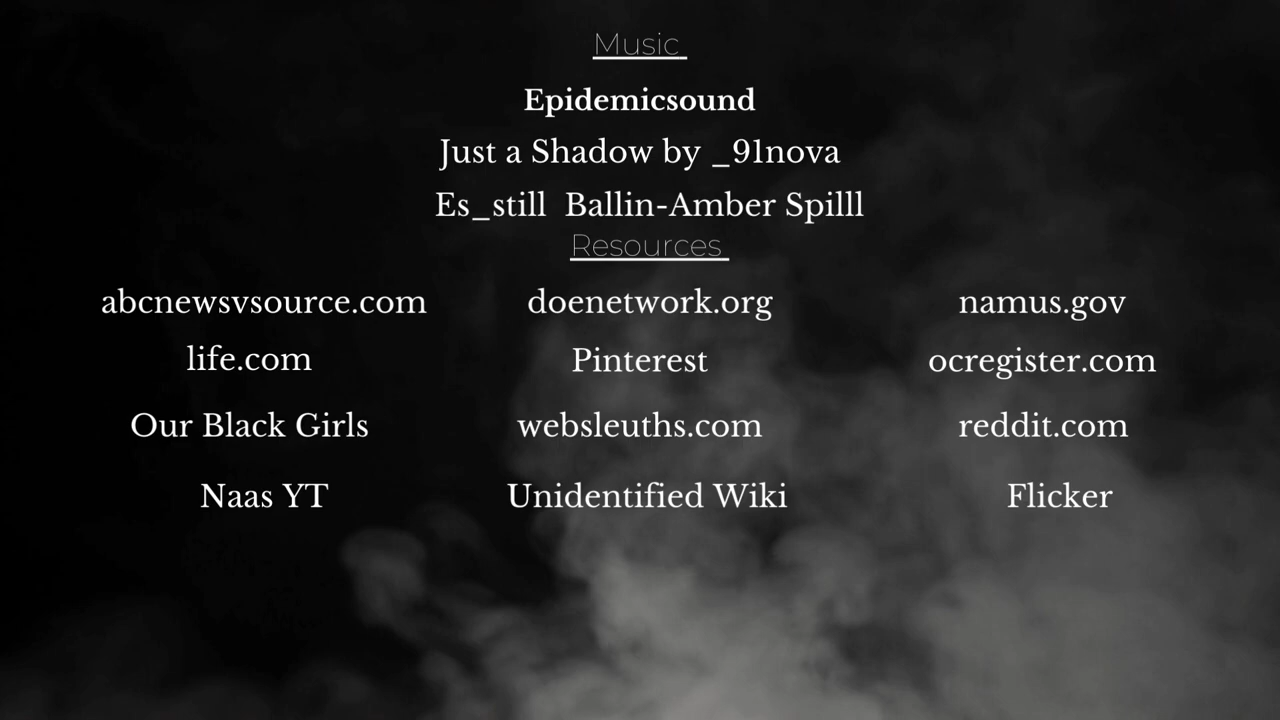 Music
Epidemicsound
Just a Shadow by _91nova
Es_still Ballin-Amber Spilll
Resources
abcnewsvsource.com doenetwork.org namus.gov
life.com Pinterest ocregister.com
Our Black Girls websleuths.com reddit.com
Naas YT Unidentified Wiki Flicker